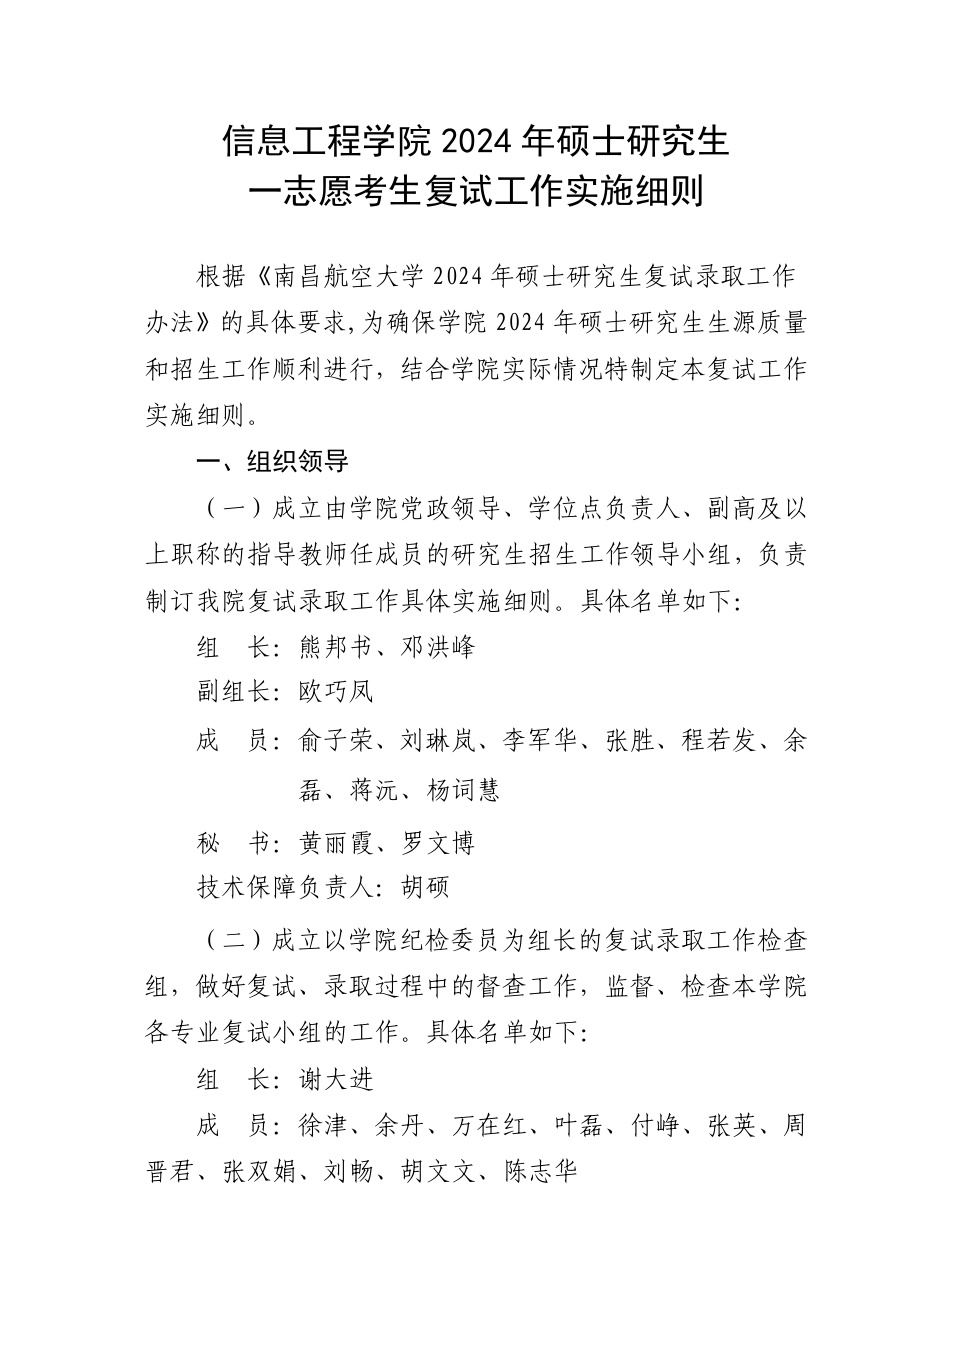 信息工程学院 2024 年硕士研究生
一志愿考生复试工作实施细则
根据《南昌航空大学 2024 年硕士研究生复试录取工作
办法》的具体要求,为确保学院 2024 年硕士研究生生源质量
和招生工作顺利进行，结合学院实际情况特制定本复试工作
实施细则。
一、组织领导
（一）成立由学院党政领导、学位点负责人、副高及以
上职称的指导教师任成员的研究生招生工作领导小组，负责
制订我院复试录取工作具体实施细则。具体名单如下：
组　长：熊邦书、邓洪峰
副组长：欧巧凤
成　员：俞子荣、刘琳岚、李军华、张胜、程若发、余
磊、蒋沅、杨词慧
秘　书：黄丽霞、罗文博
技术保障负责人：胡硕
（二）成立以学院纪检委员为组长的复试录取工作检查
组，做好复试、录取过程中的督查工作，监督、检查本学院
各专业复试小组的工作。具体名单如下：
组　长：谢大进
成　员：徐津、余丹、万在红、叶磊、付峥、张英、周
晋君、张双娟、刘畅、胡文文、陈志华